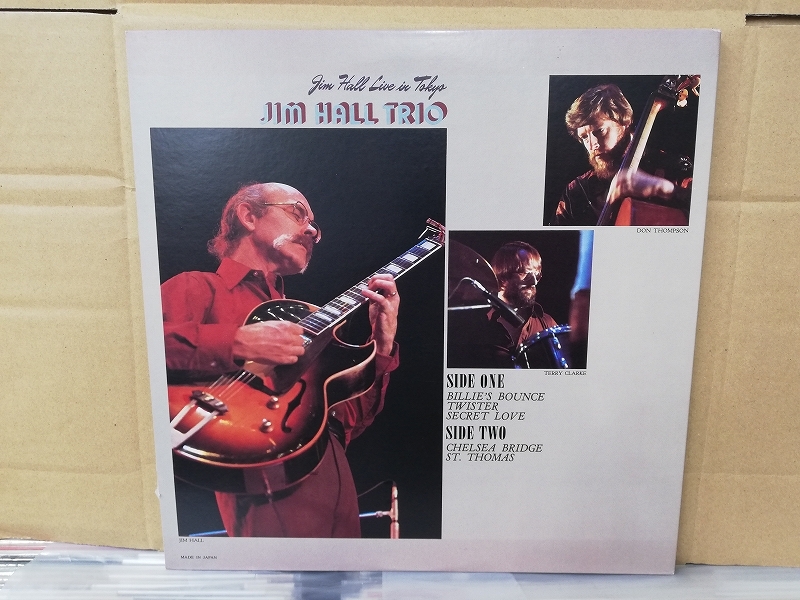 Jim Hall Live in Tokyo
JIM HALL TRIO
DON THOMPSON
TERRY CLARKE
SIDE ONE
BILLIE'S BOUNCE
TWISTER
SECRET LOVE
SIDE TWO
CHELSEA BRIDGE
ST. THOMAS
JIM HALL
MADE IN JAPAN